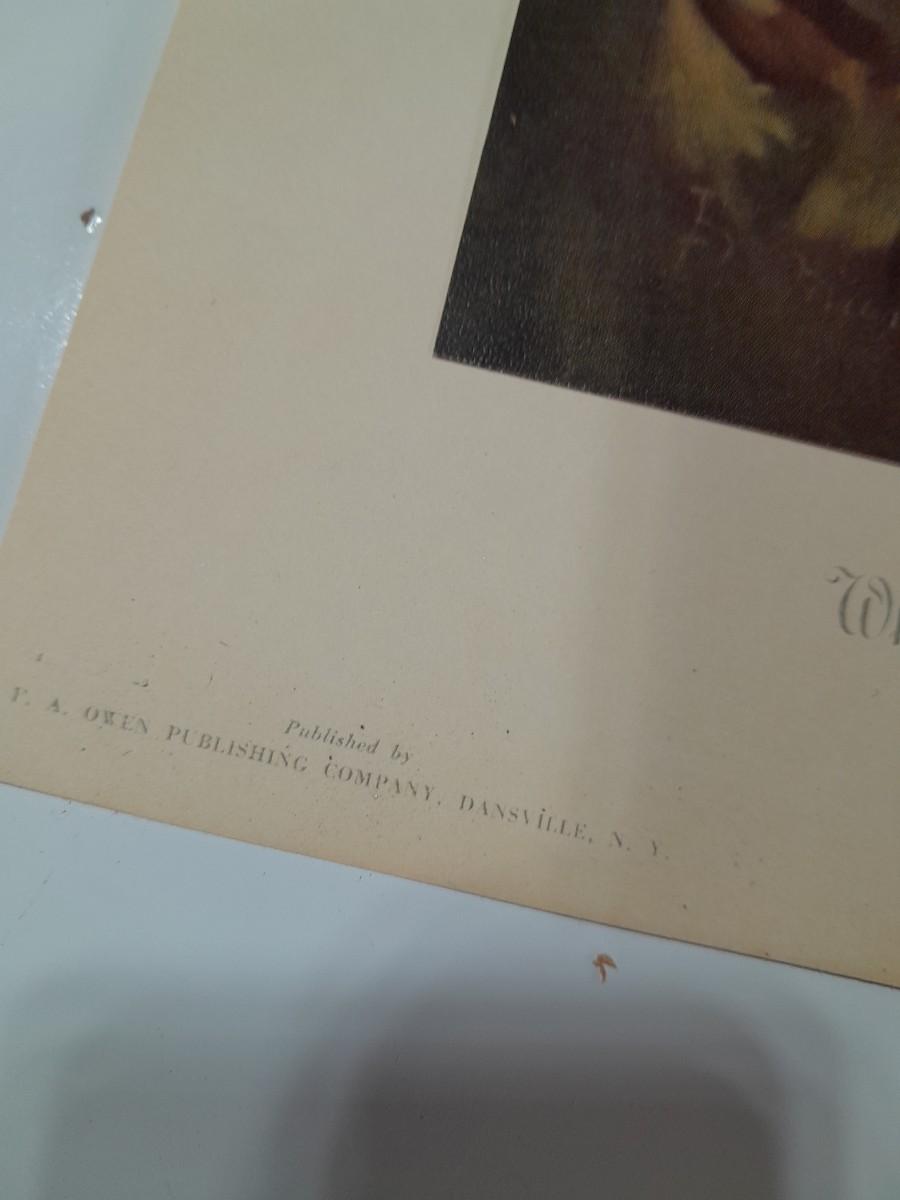 Published by
F. A. OWEN PUBLISHING COMPANY, DANSVILLE, N. Y.